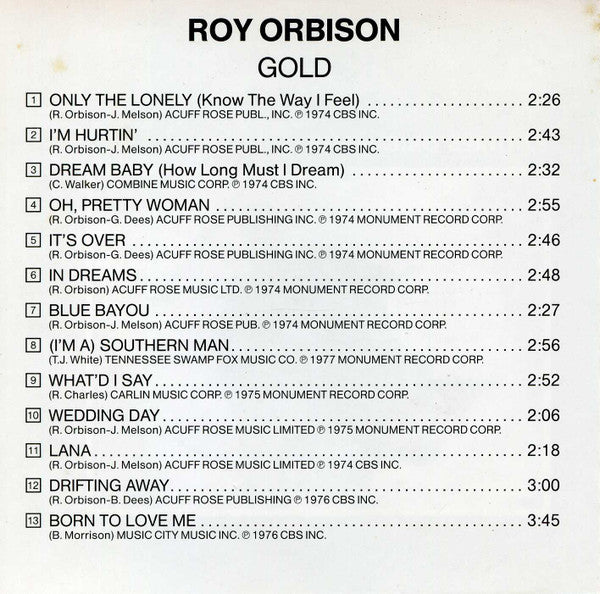 ROY ORBISON
GOLD
1 ONLY THE LONELY (Know The Way I Feel) .................... 2:26
(R. Orbison-J. Melson) ACUFF ROSE PUBL., INC. ℗ 1974 CBS INC.
2 I'M HURTIN' .................... 2:43
(R. Orbison-J. Melson) ACUFF ROSE PUBL., INC. ℗ 1974 CBS INC.
3 DREAM BABY (How Long Must I Dream) .................... 2:32
(C. Walker) COMBINE MUSIC CORP. ℗ 1974 CBS INC.
4 OH, PRETTY WOMAN .................... 2:55
(R. Orbison-G. Dees) ACUFF ROSE PUBLISHING INC. ℗ 1974 MONUMENT RECORD CORP.
5 IT'S OVER .................... 2:46
(R. Orbison-G. Dees) ACUFF ROSE PUBLISHING INC. ℗ 1974 MONUMENT RECORD CORP.
6 IN DREAMS .................... 2:48
(R. Orbison) ACUFF ROSE MUSIC LTD. ℗ 1974 MONUMENT RECORD CORP.
7 BLUE BAYOU .................... 2:27
(R. Orbison-J. Melson) ACUFF ROSE PUB. ℗ 1974 MONUMENT RECORD CORP.
8 (I'M A) SOUTHERN MAN .................... 2:56
(T.J. White) TENNESSEE SWAMP FOX MUSIC CO. ℗ 1977 MONUMENT RECORD CORP.
9 WHAT'D I SAY .................... 2:52
(R. Charles) CARLIN MUSIC CORP. ℗ 1975 MONUMENT RECORD CORP.
10 WEDDING DAY .................... 2:06
(R. Orbison-J. Melson) ACUFF ROSE MUSIC LIMITED ℗ 1975 MONUMENT RECORD CORP.
11 LANA .................... 2:18
(R. Orbison-J. Melson) ACUFF ROSE MUSIC LIMITED ℗ 1974 CBS INC.
12 DRIFTING AWAY .................... 3:00
(R. Orbison-B. Dees) ACUFF ROSE PUBLISHING ℗ 1976 CBS INC.
13 BORN TO LOVE ME .................... 3:45
(B. Morrison) MUSIC CITY MUSIC INC. ℗ 1976 CBS INC.